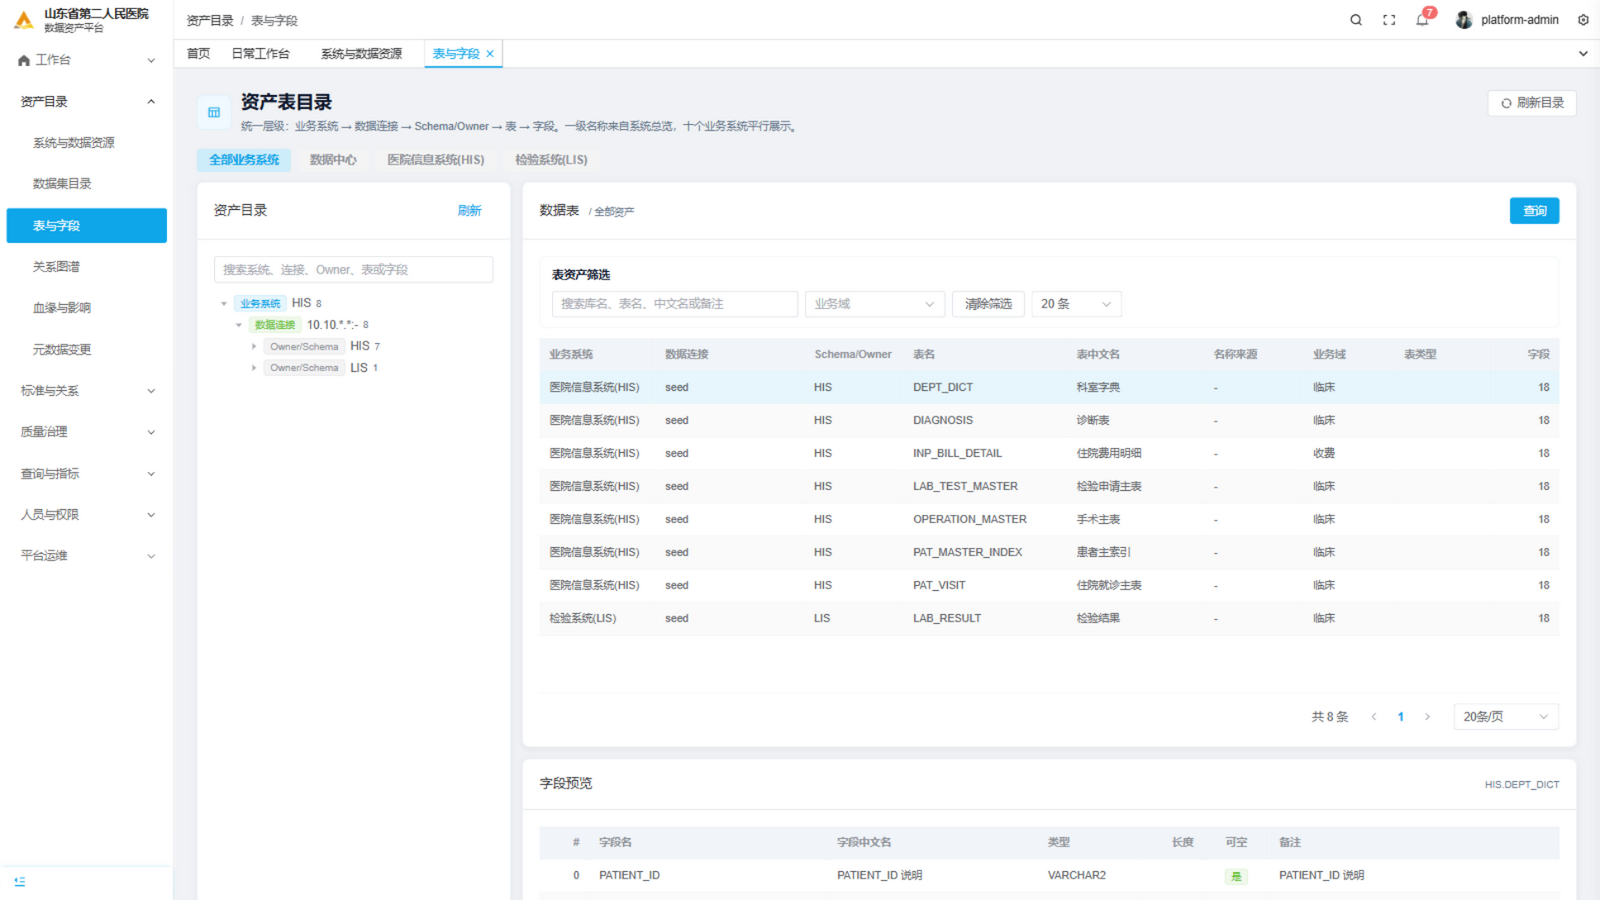 山东省第二人民医院
数据资产平台
资产目录 / 表与字段
7
platform-admin
首页 日常工作台 系统与数据资源 表与字段 ×
工作台
资产目录
系统与数据资源
数据集目录
表与字段
关系图谱
血缘与影响
元数据变更
标准与关系
质量治理
查询与指标
人员与权限
平台运维
资产表目录
统一层级：业务系统 → 数据连接 → Schema/Owner → 表 → 字段。一级名称来自系统总览，十个业务系统平行展示。
刷新目录
全部业务系统 数据中心 医院信息系统(HIS) 检验系统(LIS)
资产目录 刷新
搜索系统、连接、Owner、表或字段
业务系统 HIS 8
数据连接 10.10.*.*:- 8
Owner/Schema HIS 7
Owner/Schema LIS 1
数据表 / 全部资产 查询
表资产筛选
搜索库名、表名、中文名或备注 业务域 清除筛选 20 条
业务系统 数据连接 Schema/Owner 表名 表中文名 名称来源 业务域 表类型 字段
医院信息系统(HIS) seed HIS DEPT_DICT 科室字典 - 临床 18
医院信息系统(HIS) seed HIS DIAGNOSIS 诊断表 - 临床 18
医院信息系统(HIS) seed HIS INP_BILL_DETAIL 住院费用明细 - 收费 18
医院信息系统(HIS) seed HIS LAB_TEST_MASTER 检验申请主表 - 临床 18
医院信息系统(HIS) seed HIS OPERATION_MASTER 手术主表 - 临床 18
医院信息系统(HIS) seed HIS PAT_MASTER_INDEX 患者主索引 - 临床 18
医院信息系统(HIS) seed HIS PAT_VISIT 住院就诊主表 - 临床 18
检验系统(LIS) seed LIS LAB_RESULT 检验结果 - 临床 18
共 8 条 1 20条/页
字段预览 HIS.DEPT_DICT
# 字段名 字段中文名 类型 长度 可空 备注
0 PATIENT_ID PATIENT_ID 说明 VARCHAR2 是 PATIENT_ID 说明